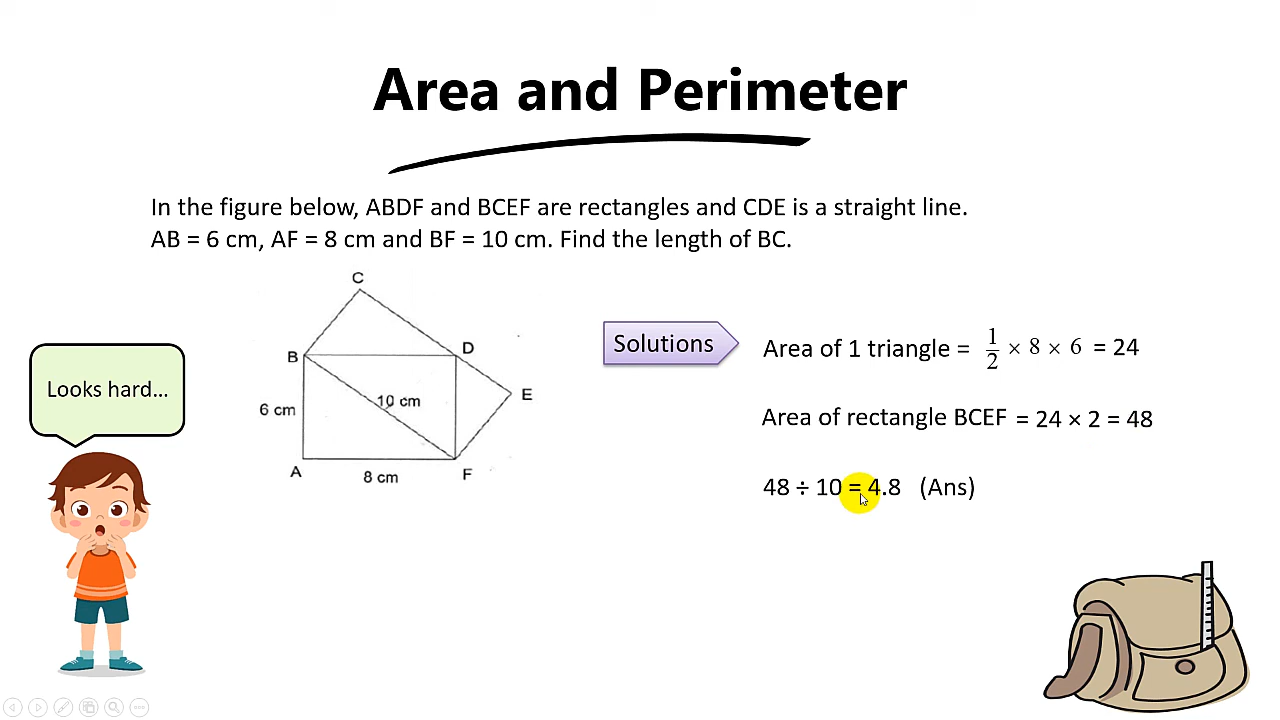 Area and Perimeter
In the figure below, ABDF and BCEF are rectangles and CDE is a straight line.
AB = 6 cm, AF = 8 cm and BF = 10 cm. Find the length of BC.
C
B
D
E
10 cm
6 cm
A
8 cm
F
Looks hard...
Solutions
Area of 1 triangle = 1/2 × 8 × 6 = 24
Area of rectangle BCEF = 24 × 2 = 48
48 ÷ 10 = 4.8 (Ans)